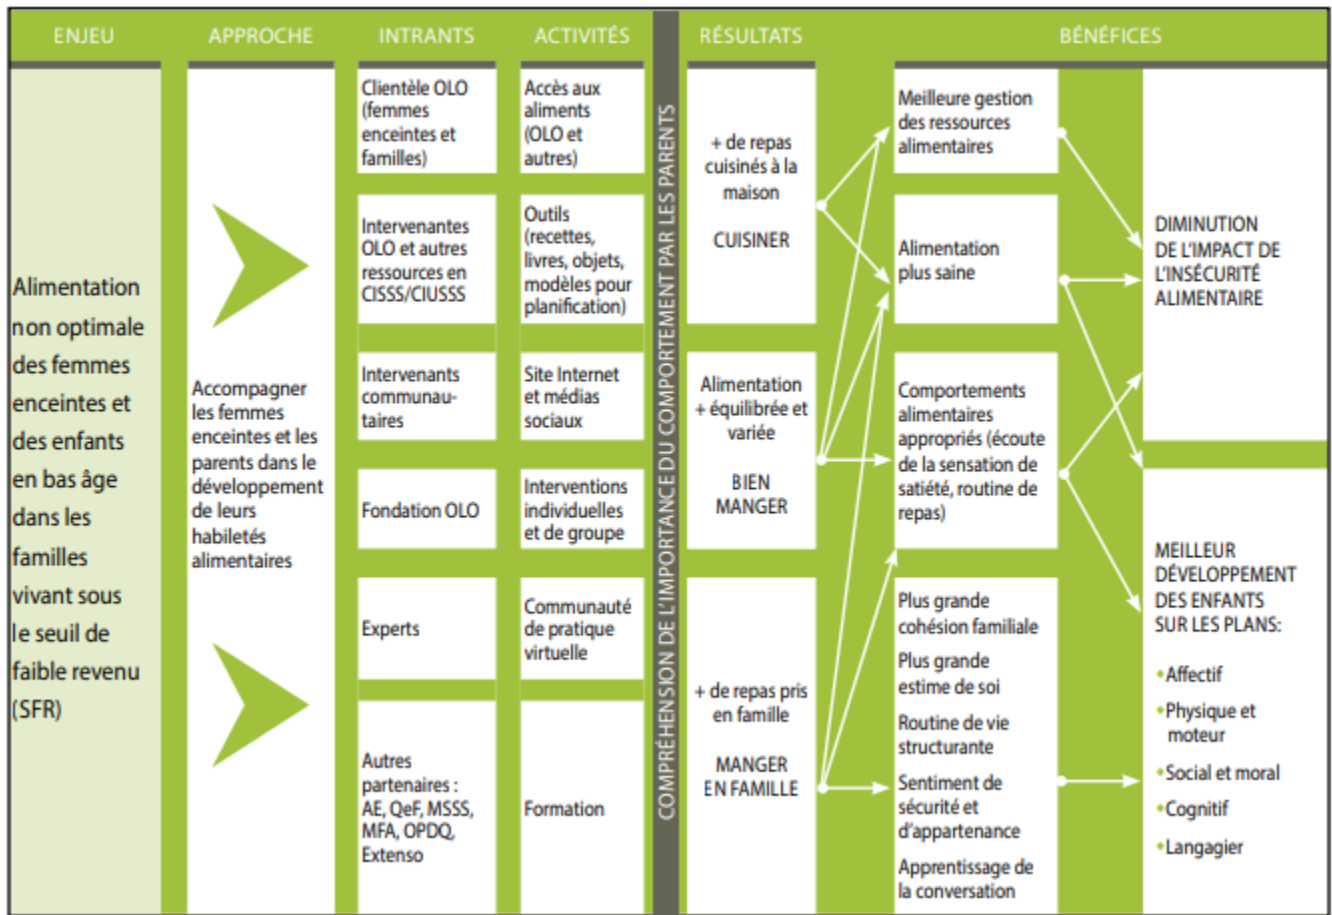 ENJEU
APPROCHE
INTRANTS
ACTIVITÉS
RÉSULTATS
BÉNÉFICES
Alimentation
non optimale
des femmes
enceintes et
des enfants
en bas âge
dans les
familles
vivant sous
le seuil de
faible revenu
(SFR)
Accompagner
les femmes
enceintes et les
parents dans le
développement
de leurs
habiletés
alimentaires
Clientèle OLO
(femmes
enceintes et
familles)
Intervenantes
OLO et autres
ressources en
CISSS/CIUSSS
Intervenants
communau-
taires
Fondation OLO
Experts
Autres
partenaires :
AE, QeF, MSSS,
MFA, OPDQ,
Extenso
Accès aux
aliments
(OLO et
autres)
Outils
(recettes,
livres, objets,
modèles pour
planification)
Site Internet
et médias
sociaux
Interventions
individuelles
et de groupe
Communauté
de pratique
virtuelle
Formation
COMPRÉHENSION DE L'IMPORTANCE DU COMPORTEMENT PAR LES PARENTS
+ de repas
cuisinés à la
maison
CUISINER
Alimentation
+ équilibrée et
variée
BIEN
MANGER
+ de repas pris
en famille
MANGER
EN FAMILLE
Meilleure gestion
des ressources
alimentaires
Alimentation
plus saine
Comportements
alimentaires
appropriés (écoute
de la sensation de
satiété, routine de
repas)
Plus grande
cohésion familiale
Plus grande
estime de soi
Routine de vie
structurante
Sentiment de
sécurité et
d'appartenance
Apprentissage de
la conversation
DIMINUTION
DE L'IMPACT DE
L'INSÉCURITÉ
ALIMENTAIRE
MEILLEUR
DÉVELOPPEMENT
DES ENFANTS
SUR LES PLANS:
•Affectif
•Physique et
moteur
•Social et moral
•Cognitif
•Langagier